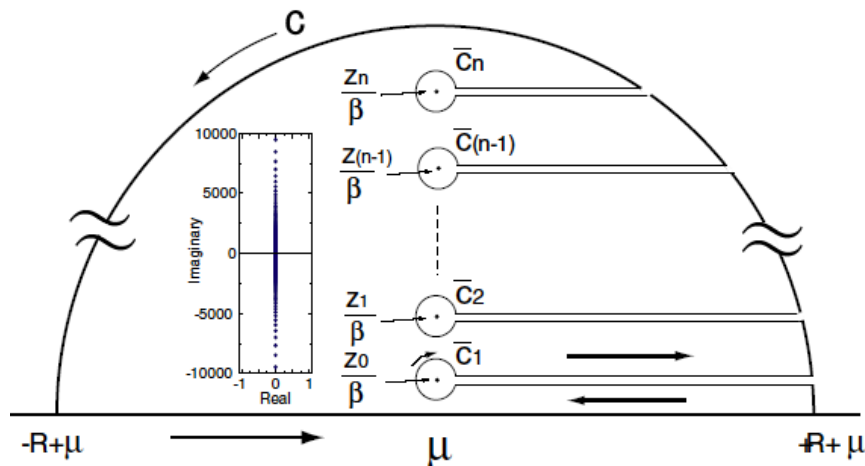 C
Zn
β
C̅n
Z(n-1)
β
C̅(n-1)
10000
5000
0
-5000
-10000
Imaginary
-1 0 1
Real
Z1
β
C̅2
Z0
β
C̅1
-R+μ
μ
+R+ μ